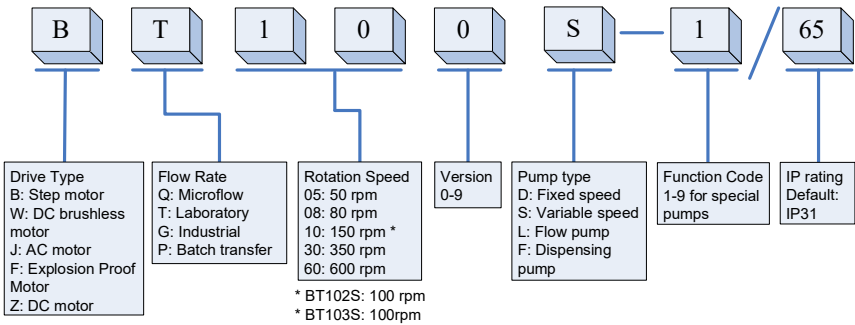 B T 1 0 0 S - 1 / 65
Drive Type
B: Step motor
W: DC brushless
motor
J: AC motor
F: Explosion Proof
Motor
Z: DC motor
Flow Rate
Q: Microflow
T: Laboratory
G: Industrial
P: Batch transfer
Rotation Speed
05: 50 rpm
08: 80 rpm
10: 150 rpm *
30: 350 rpm
60: 600 rpm
* BT102S: 100 rpm
* BT103S: 100rpm
Version
0-9
Pump type
D: Fixed speed
S: Variable speed
L: Flow pump
F: Dispensing
pump
Function Code
1-9 for special
pumps
IP rating
Default:
IP31